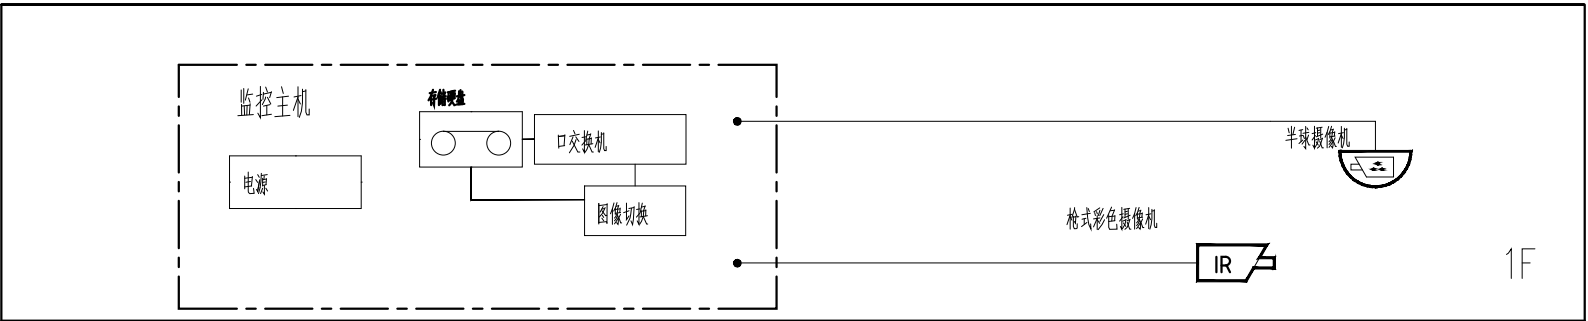 监控主机
存储硬盘
口交换机
电源
图像切换
半球摄像机
枪式彩色摄像机
IR
1F